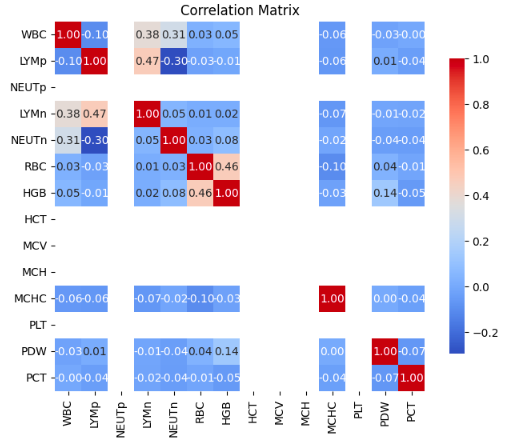 Correlation Matrix
WBC 1.00 -0.10 0.38 0.31 0.03 0.05 -0.06 -0.03 -0.00
LYMp -0.10 1.00 0.47 -0.30 -0.03 -0.01 -0.06 0.01 -0.04
NEUTp
LYMn 0.38 0.47 1.00 0.05 0.01 0.02 -0.07 -0.01 -0.02
NEUTn 0.31 -0.30 0.05 1.00 0.03 0.08 -0.02 -0.04 -0.04
RBC 0.03 -0.03 0.01 0.03 1.00 0.46 -0.10 0.04 -0.01
HGB 0.05 -0.01 0.02 0.08 0.46 1.00 -0.03 0.14 -0.05
HCT
MCV
MCH
MCHC -0.06 -0.06 -0.07 -0.02 -0.10 -0.03 1.00 0.00 -0.04
PLT
PDW -0.03 0.01 -0.01 -0.04 0.04 0.14 0.00 1.00 -0.07
PCT -0.00 -0.04 -0.02 -0.04 -0.01 -0.05 -0.04 -0.07 1.00
WBC LYMp NEUTp LYMn NEUTn RBC HGB HCT MCV MCH MCHC PLT PDW PCT
1.0
0.8
0.6
0.4
0.2
0.0
−0.2